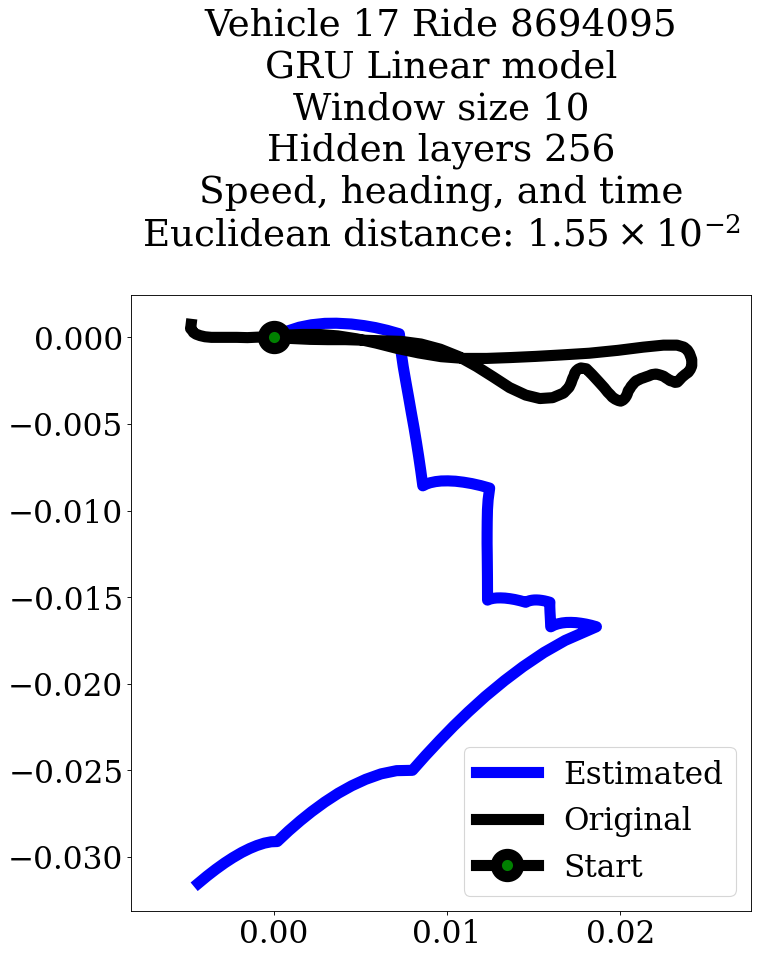 Vehicle 17 Ride 8694095
GRU Linear model
Window size 10
Hidden layers 256
Speed, heading, and time
Euclidean distance: 1.55 × 10⁻²
0.000
−0.005
−0.010
−0.015
−0.020
−0.025
−0.030
Estimated
Original
Start
0.00 0.01 0.02